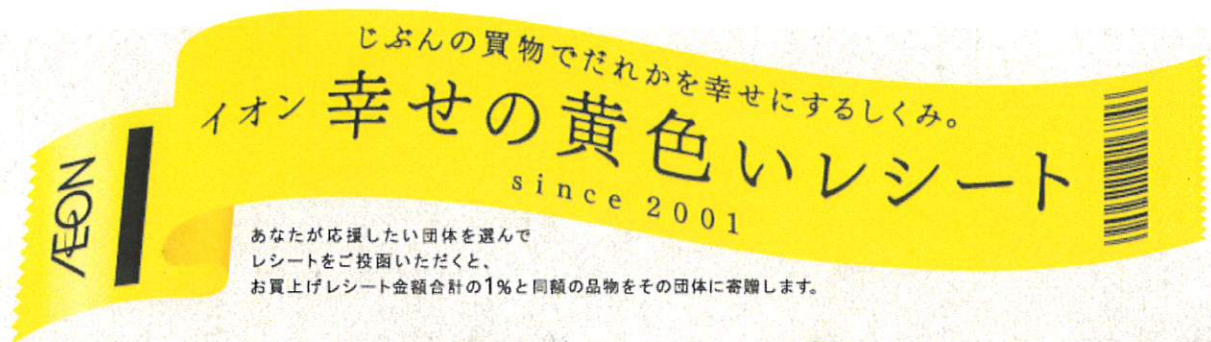 じぶんの買物でだれかを幸せにするしくみ。
イオン 幸せの黄色いレシート
since 2001
ÆON
あなたが応援したい団体を選んで
レシートをご投函いただくと、
お買上げレシート金額合計の1%と同額の品物をその団体に寄贈します。